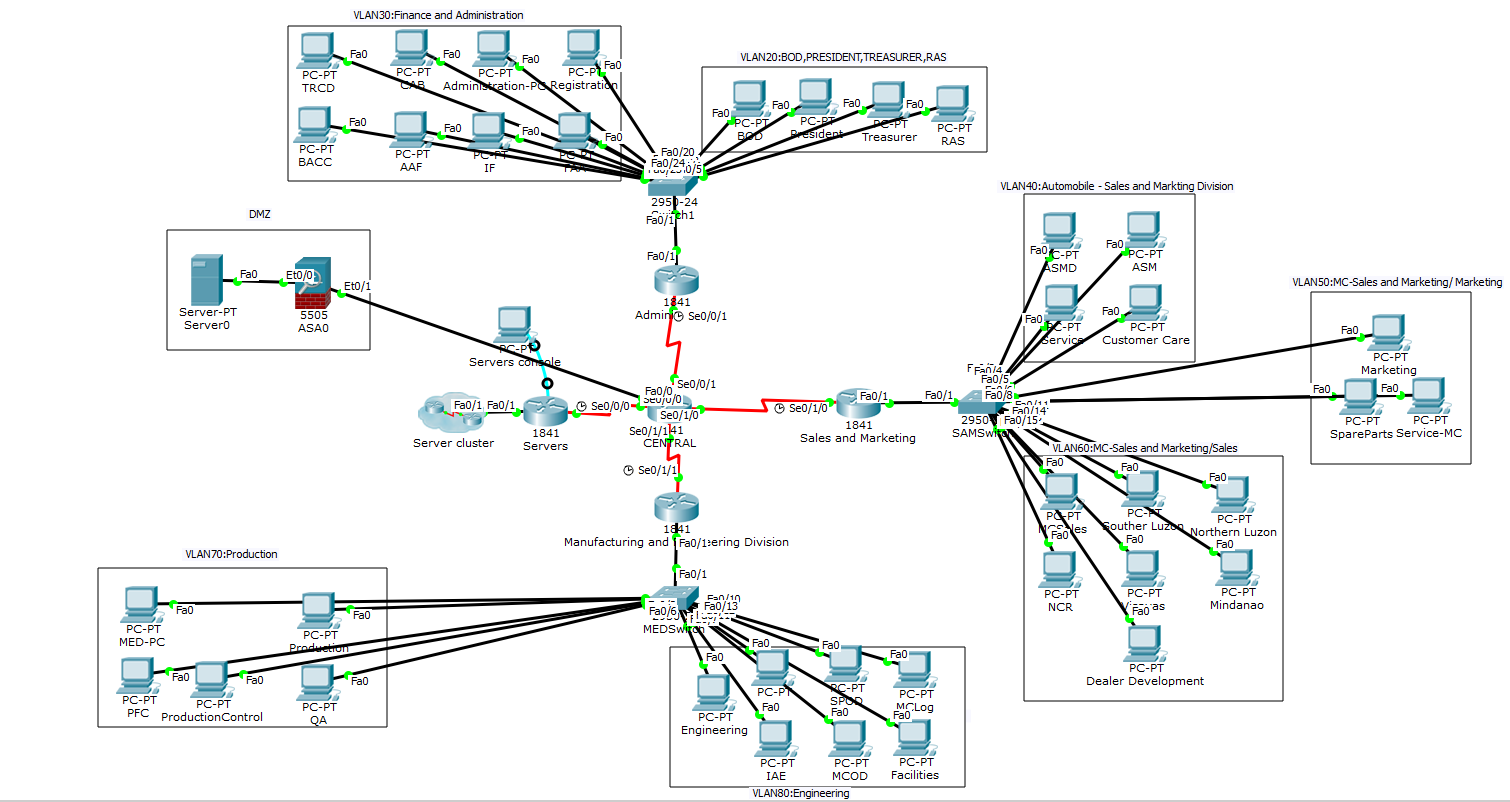 VLAN30:Finance and Administration
Fa0
Fa0
Fa0
Fa0
PC-PT
TRCD
PC-PT
CAB
PC-PT
Administration-PC
PC-PT
Registration
Fa0
Fa0
Fa0
Fa0
PC-PT
BACC
PC-PT
AAF
PC-PT
IF
PC-PT
VLAN20:BOD,PRESIDENT,TREASURER,RAS
Fa0
Fa0
Fa0
Fa0
PC-PT
BOD
PC-PT
President
PC-PT
Treasurer
PC-PT
RAS
Fa0/20
Fa0/24
2950-24
Fa0/1
Fa0/1
1841
Se0/0/1
DMZ
Fa0
Et0/0
Et0/1
Server-PT
Server0
5505
ASA0
PC-PT
Servers console
Server cluster
Fa0/1
Fa0/1
1841
Servers
Se0/0/0
Se0/0/1
Fa0/0
Se0/0/0
Se0/1/0
Se0/1/1
CENTRAL
Se0/1/0
Fa0/1
1841
Sales and Marketing
Fa0/1
Se0/1/1
1841
Manufacturing and
ering Division
Fa0/1
Fa0/1
VLAN40:Automobile - Sales and Markting Division
Fa0
Fa0
ASMD
PC-PT
ASM
Fa0
Fa0
PC-PT
Service
PC-PT
Customer Care
Fa0/4
Fa0/5
Fa0/8
Fa0/11
Fa0/14
Fa0/15
SAMSwitch
VLAN50:MC-Sales and Marketing/ Marketing
Fa0
PC-PT
Marketing
Fa0
Fa0
PC-PT
SpareParts
PC-PT
Service-MC
VLAN60:MC-Sales and Marketing/Sales
Fa0
Fa0
Fa0
PC-PT
MCSales
PC-PT
Souther Luzon
PC-PT
Northern Luzon
Fa0
Fa0
Fa0
PC-PT
NCR
PC-PT
Visayas
PC-PT
Mindanao
Fa0
PC-PT
Dealer Development
VLAN70:Production
Fa0
Fa0
PC-PT
MED-PC
PC-PT
Production
Fa0
Fa0
Fa0
PC-PT
PFC
PC-PT
ProductionControl
PC-PT
QA
Fa0/10
Fa0/13
Fa0/6
MEDSwitch
Fa0
Fa0
Fa0
Fa0
PC-PT
Engineering
PC-PT
PC-PT
SPOD
PC-PT
MCLog
Fa0
Fa0
Fa0
PC-PT
IAE
PC-PT
MCOD
PC-PT
Facilities
VLAN80:Engineering